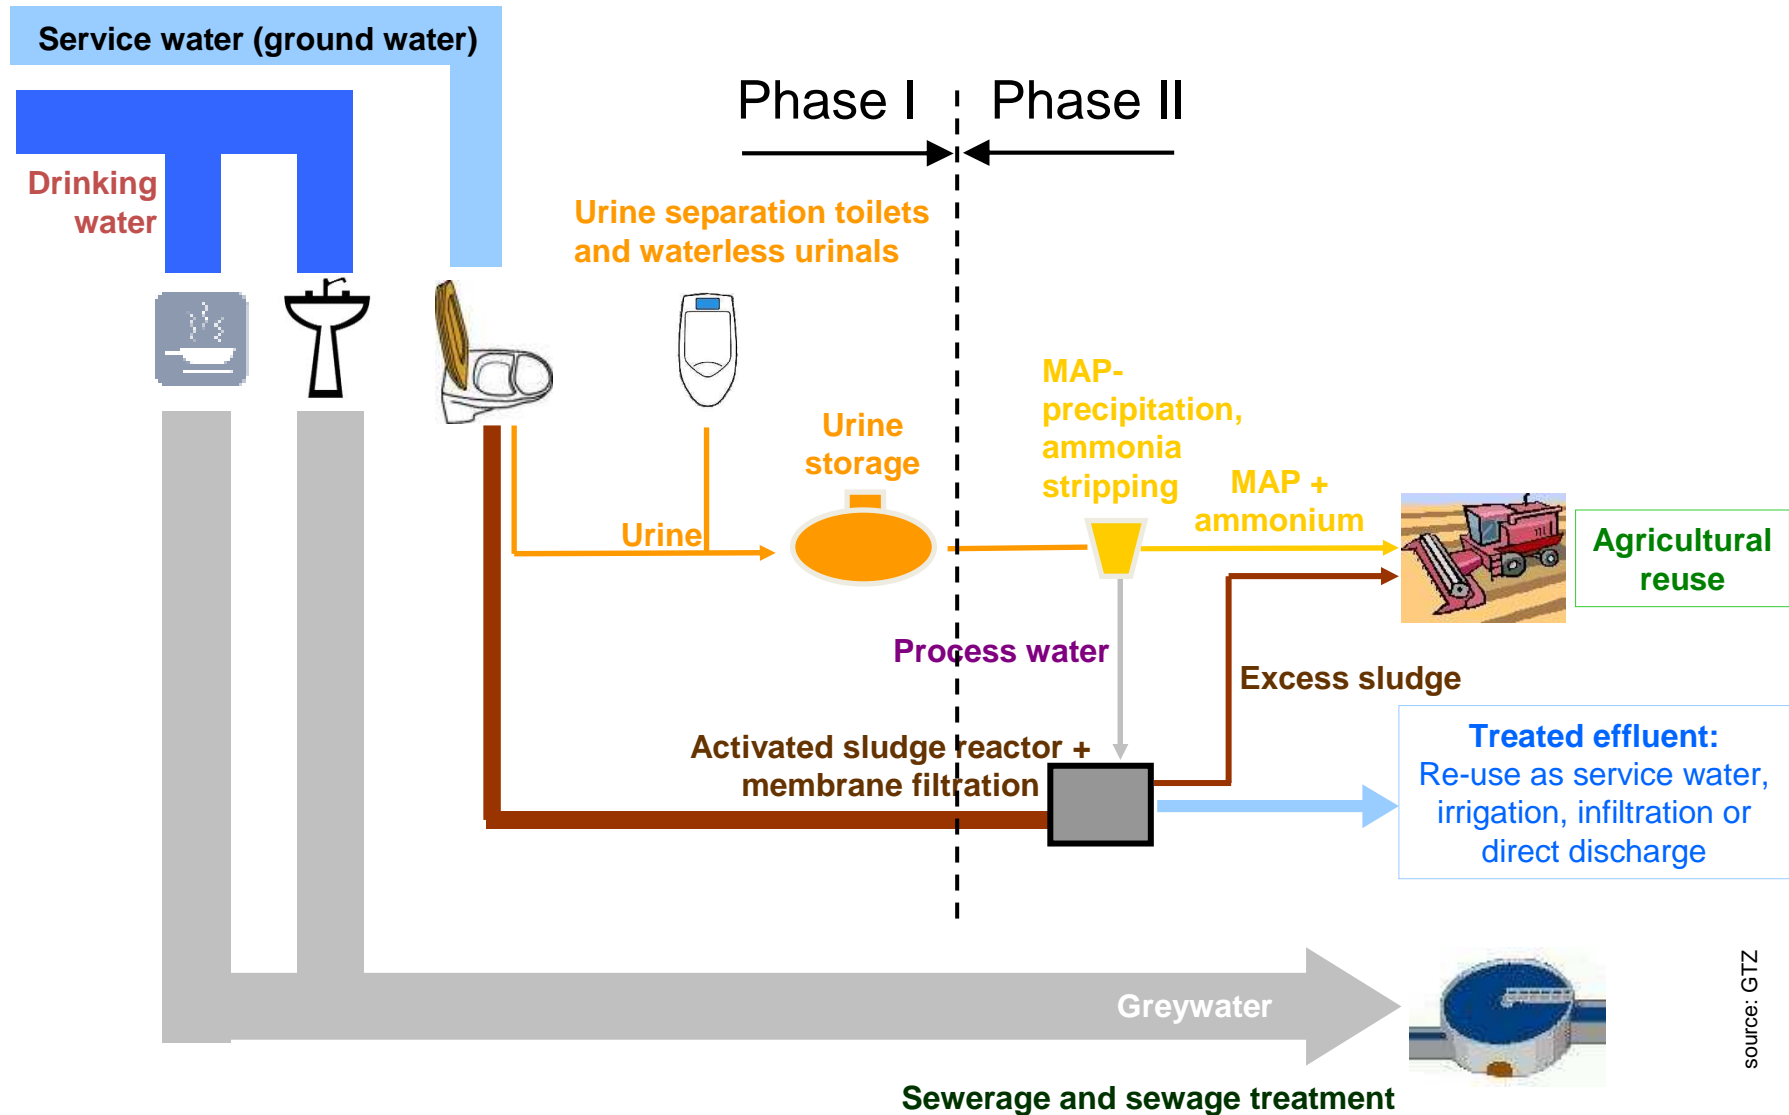 Service water (ground water)
Phase I
Phase II
Drinking
water
Urine separation toilets
and waterless urinals
MAP-
precipitation,
ammonia
stripping
Urine
storage
MAP +
ammonium
Urine
Agricultural
reuse
Process water
Excess sludge
Activated sludge reactor +
membrane filtration
Treated effluent:
Re-use as service water,
irrigation, infiltration or
direct discharge
Greywater
source: GTZ
Sewerage and sewage treatment